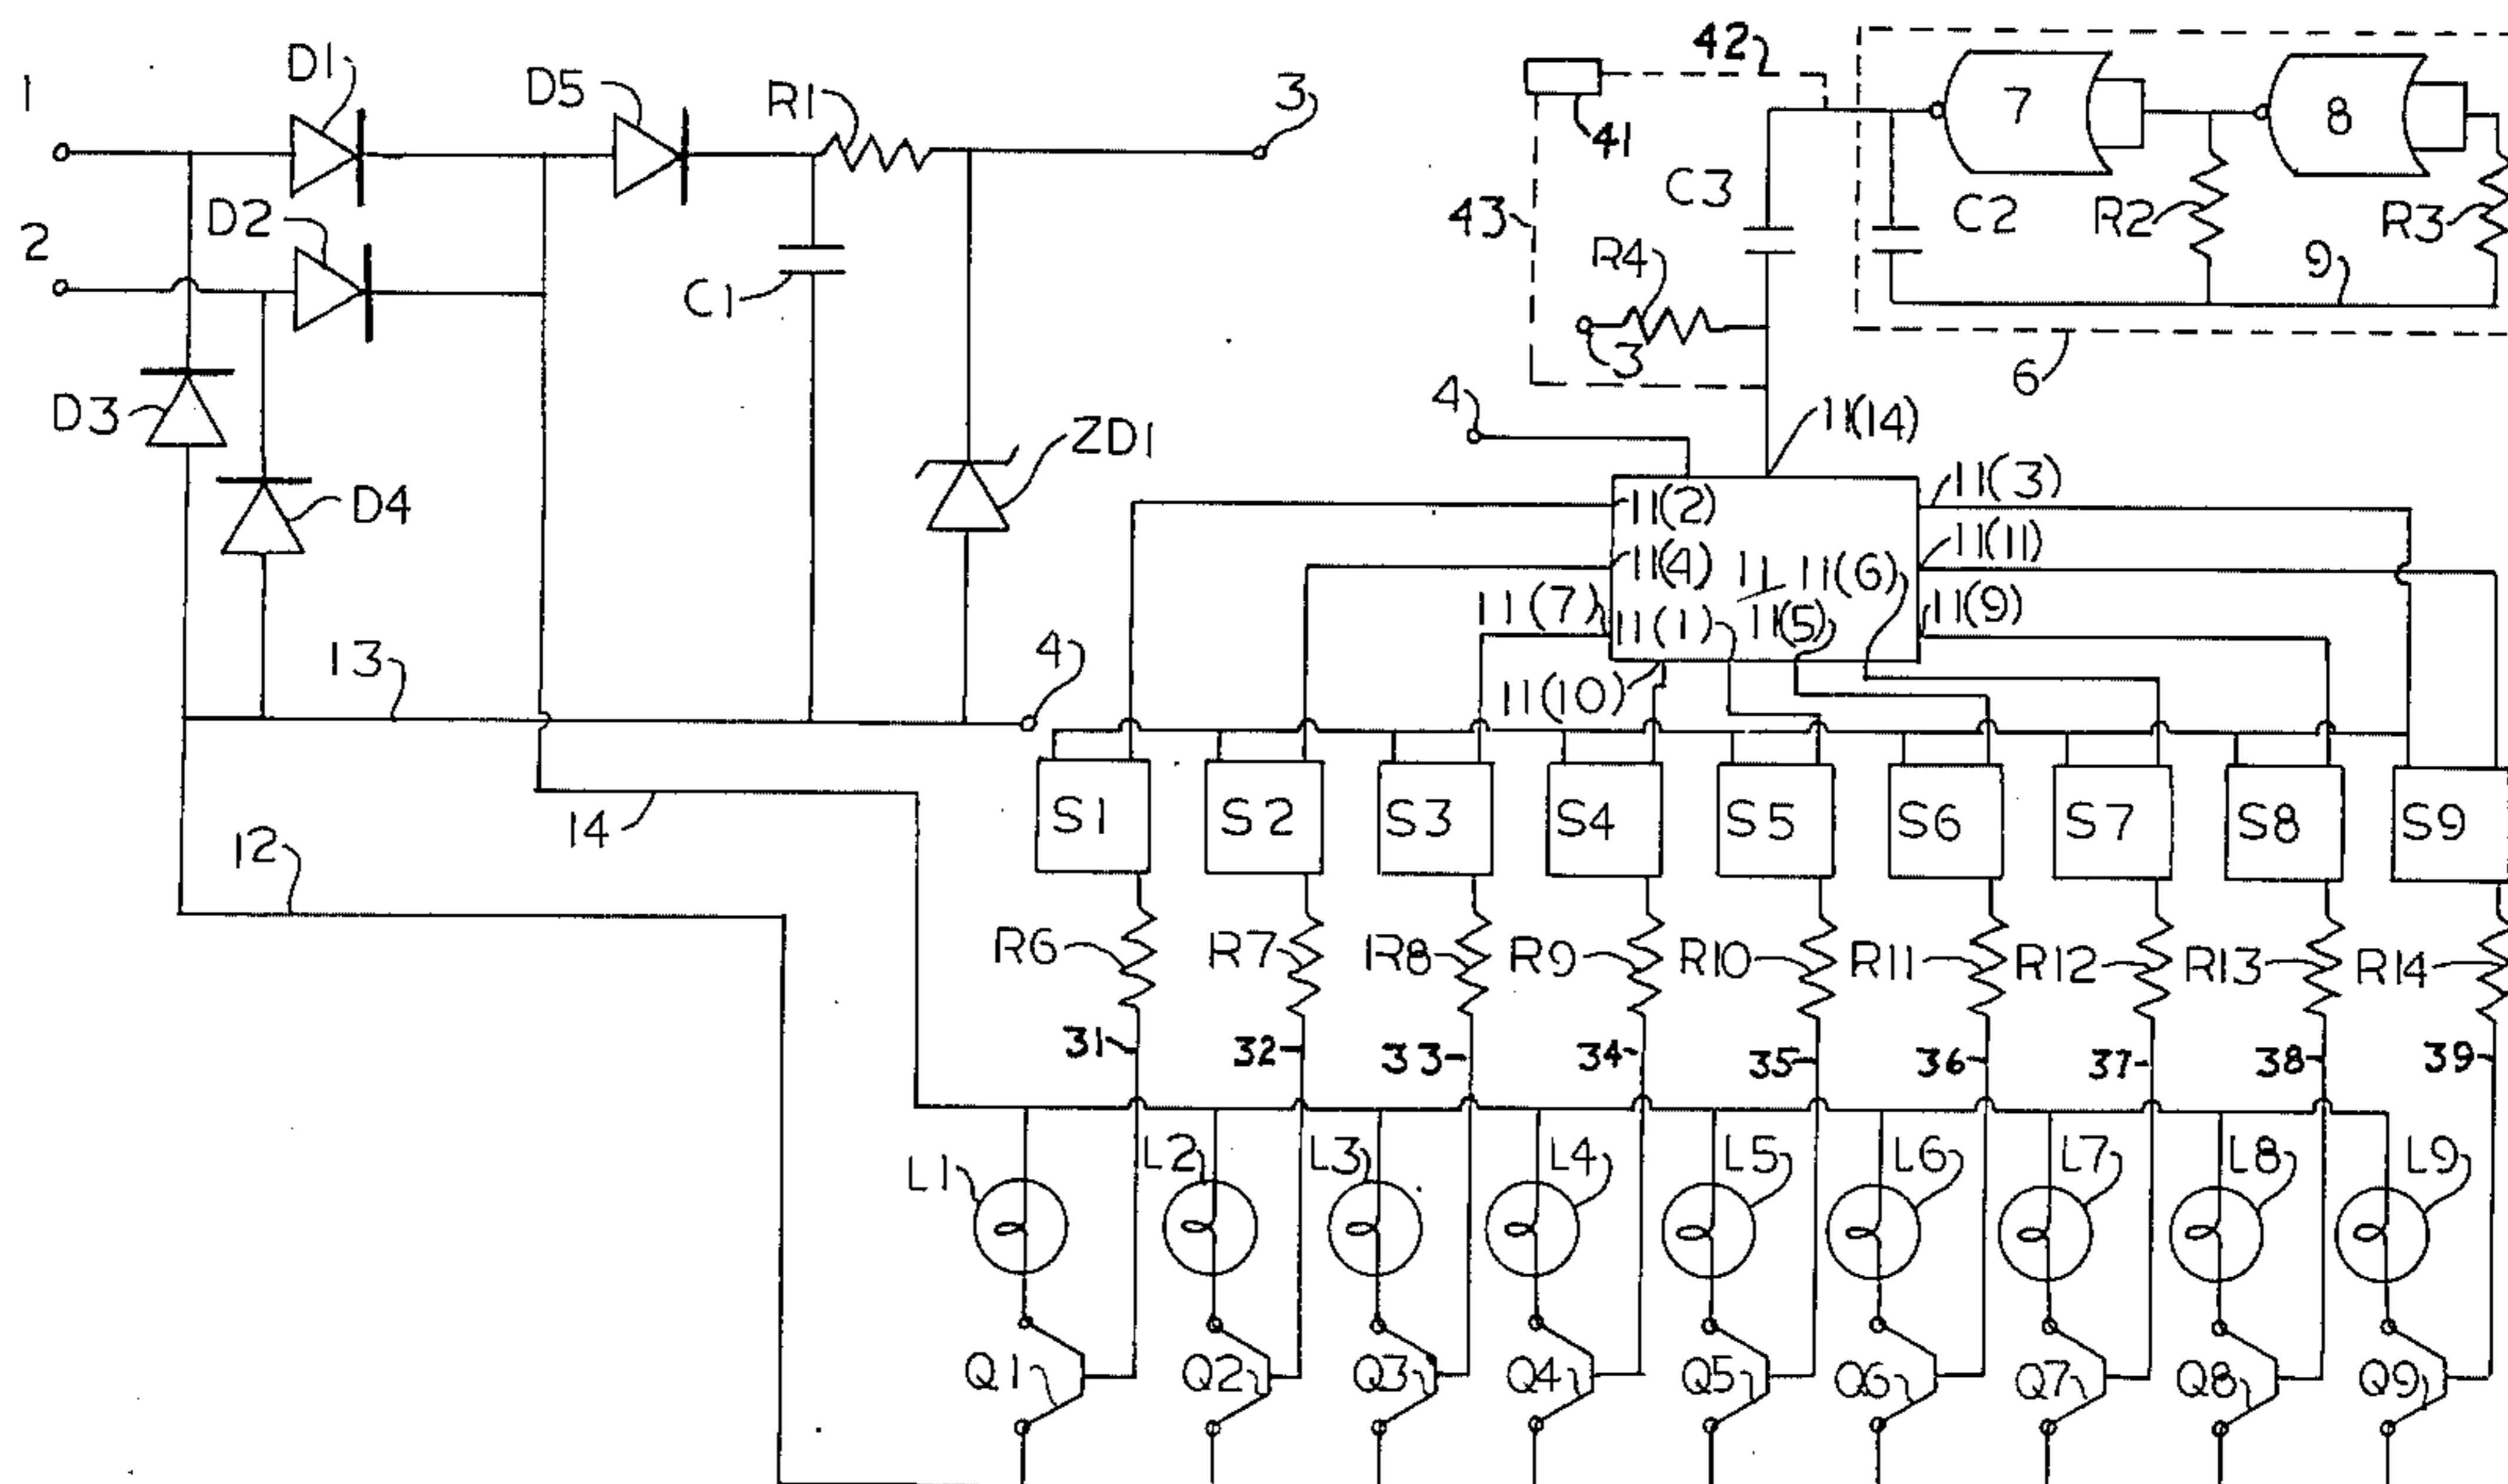 1
D1
D5
R1
3
42
41
7
8
2
D2
C1
43
C3
R4
3
C2
R2
R3
9
6
D3
D4
ZD1
4
11(14)
11(2)
11(3)
11(4)
11
11(6)
11(11)
11(7)
11(1)
11(5)
11(9)
11(10)
13
4
14
12
S1
S2
S3
S4
S5
S6
S7
S8
S9
R6
R7
R8
R9
R10
R11
R12
R13
R14
31
32
33
34
35
36
37
38
39
L1
L2
L3
L4
L5
L6
L7
L8
L9
Q1
Q2
Q3
Q4
Q5
Q6
Q7
Q8
Q9